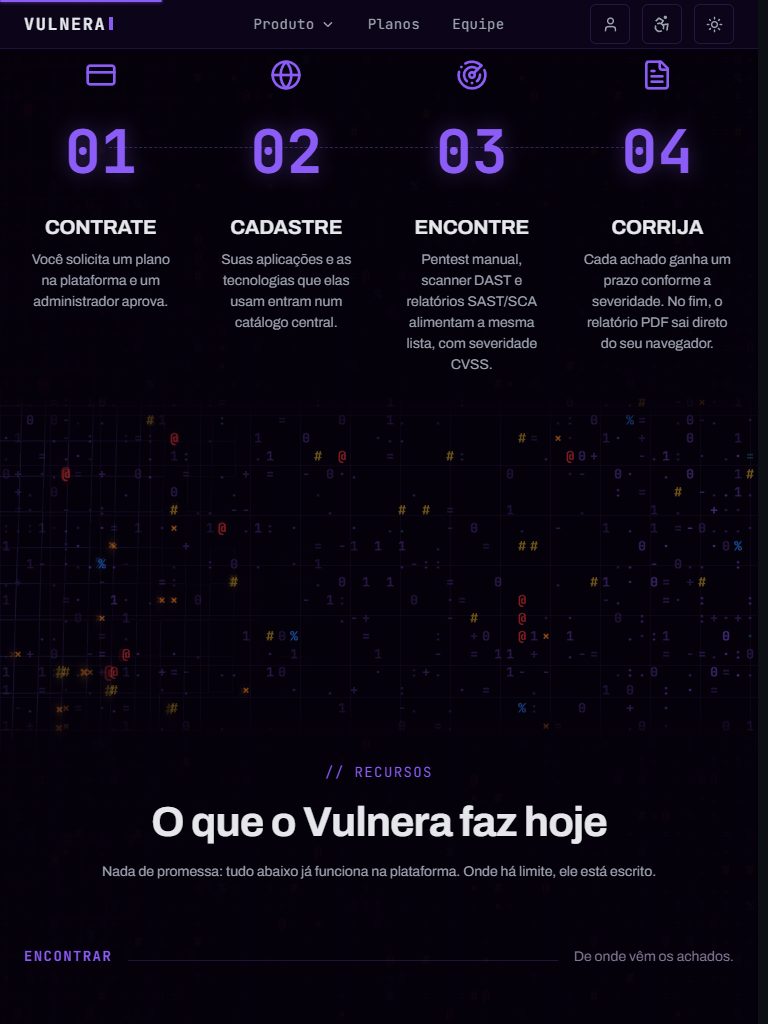 VULNERA
Produto
Planos
Equipe
01
02
03
04
CONTRATE
CADASTRE
ENCONTRE
CORRIJA
Você solicita um plano
na plataforma e um
administrador aprova.
Suas aplicações e as
tecnologias que elas
usam entram num
catálogo central.
Pentest manual,
scanner DAST e
relatórios SAST/SCA
alimentam a mesma
lista, com severidade
CVSS.
Cada achado ganha um
prazo conforme a
severidade. No fim, o
relatório PDF sai direto
do seu navegador.
// RECURSOS
O que o Vulnera faz hoje
Nada de promessa: tudo abaixo já funciona na plataforma. Onde há limite, ele está escrito.
ENCONTRAR
De onde vêm os achados.